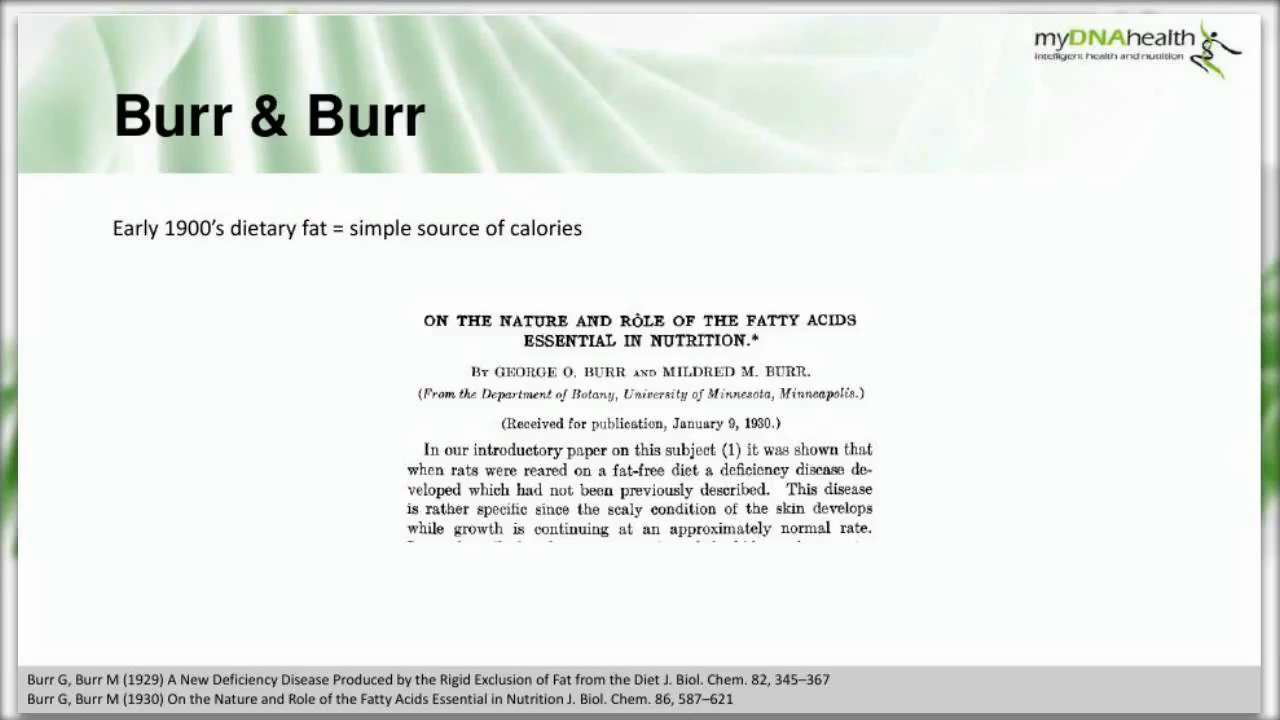 myDNAhealth
intelligent health and nutrition
Burr & Burr
Early 1900’s dietary fat = simple source of calories
ON THE NATURE AND RÔLE OF THE FATTY ACIDS
ESSENTIAL IN NUTRITION.*
BY GEORGE O. BURR AND MILDRED M. BURR.
(From the Department of Botany, University of Minnesota, Minneapolis.)
(Received for publication, January 9, 1930.)
In our introductory paper on this subject (1) it was shown that
when rats were reared on a fat-free diet a deficiency disease de-
veloped which had not been previously described. This disease
is rather specific since the scaly condition of the skin develops
while growth is continuing at an approximately normal rate.
Burr G, Burr M (1929) A New Deficiency Disease Produced by the Rigid Exclusion of Fat from the Diet J. Biol. Chem. 82, 345–367
Burr G, Burr M (1930) On the Nature and Role of the Fatty Acids Essential in Nutrition J. Biol. Chem. 86, 587–621